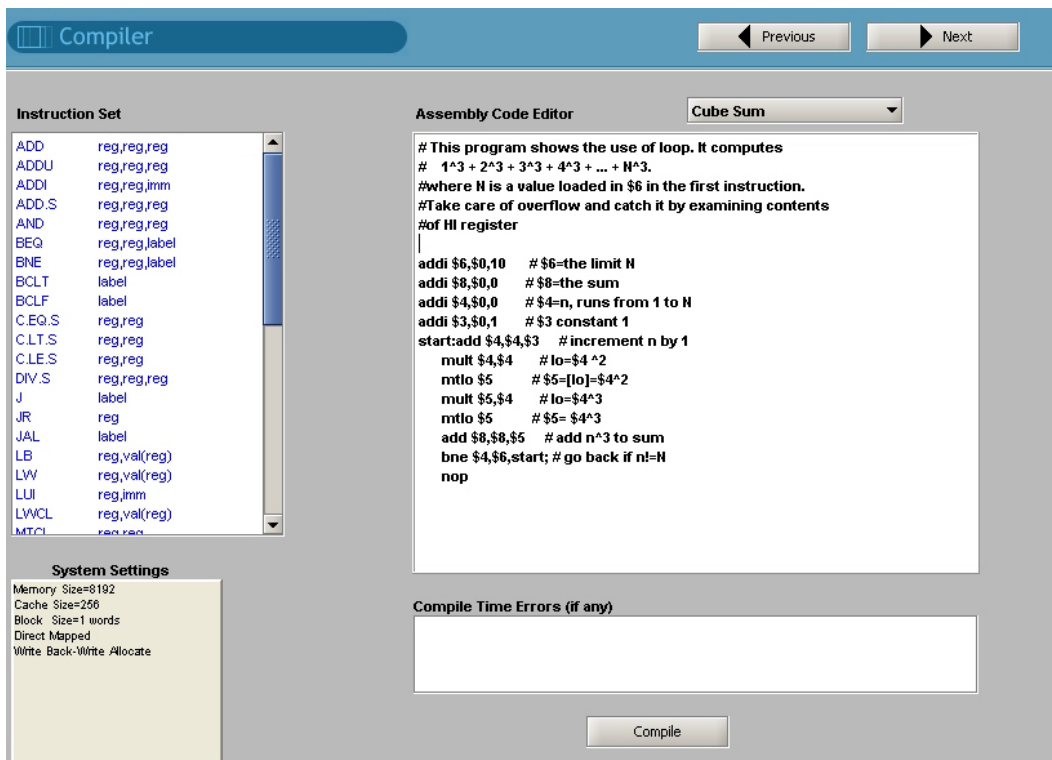 Compiler
Previous
Next
Instruction Set
ADD reg,reg,reg
ADDU reg,reg,reg
ADDI reg,reg,imm
ADD.S reg,reg,reg
AND reg,reg,reg
BEQ reg,reg,label
BNE reg,reg,label
BCLT label
BCLF label
C.EQ.S reg,reg
C.LT.S reg,reg
C.LE.S reg,reg
DIV.S reg,reg,reg
J label
JR reg
JAL label
LB reg,val(reg)
LW reg,val(reg)
LUI reg,imm
LWCL reg,val(reg)
MTCL reg,reg
System Settings
Memory Size=8192
Cache Size=256
Block Size=1 words
Direct Mapped
Write Back-Write Allocate
Assembly Code Editor
Cube Sum
# This program shows the use of loop. It computes
# 1^3 + 2^3 + 3^3 + 4^3 + ... + N^3.
#where N is a value loaded in $6 in the first instruction.
#Take care of overflow and catch it by examining contents
#of HI register
addi $6,$0,10 # $6=the limit N
addi $8,$0,0 # $8=the sum
addi $4,$0,0 # $4=n, runs from 1 to N
addi $3,$0,1 # $3 constant 1
start:add $4,$4,$3 # increment n by 1
mult $4,$4 # lo=$4 ^2
mtlo $5 # $5=[lo]=$4^2
mult $5,$4 # lo=$4^3
mtlo $5 # $5= $4^3
add $8,$8,$5 # add n^3 to sum
bne $4,$6,start; # go back if n!=N
nop
Compile Time Errors (if any)
Compile